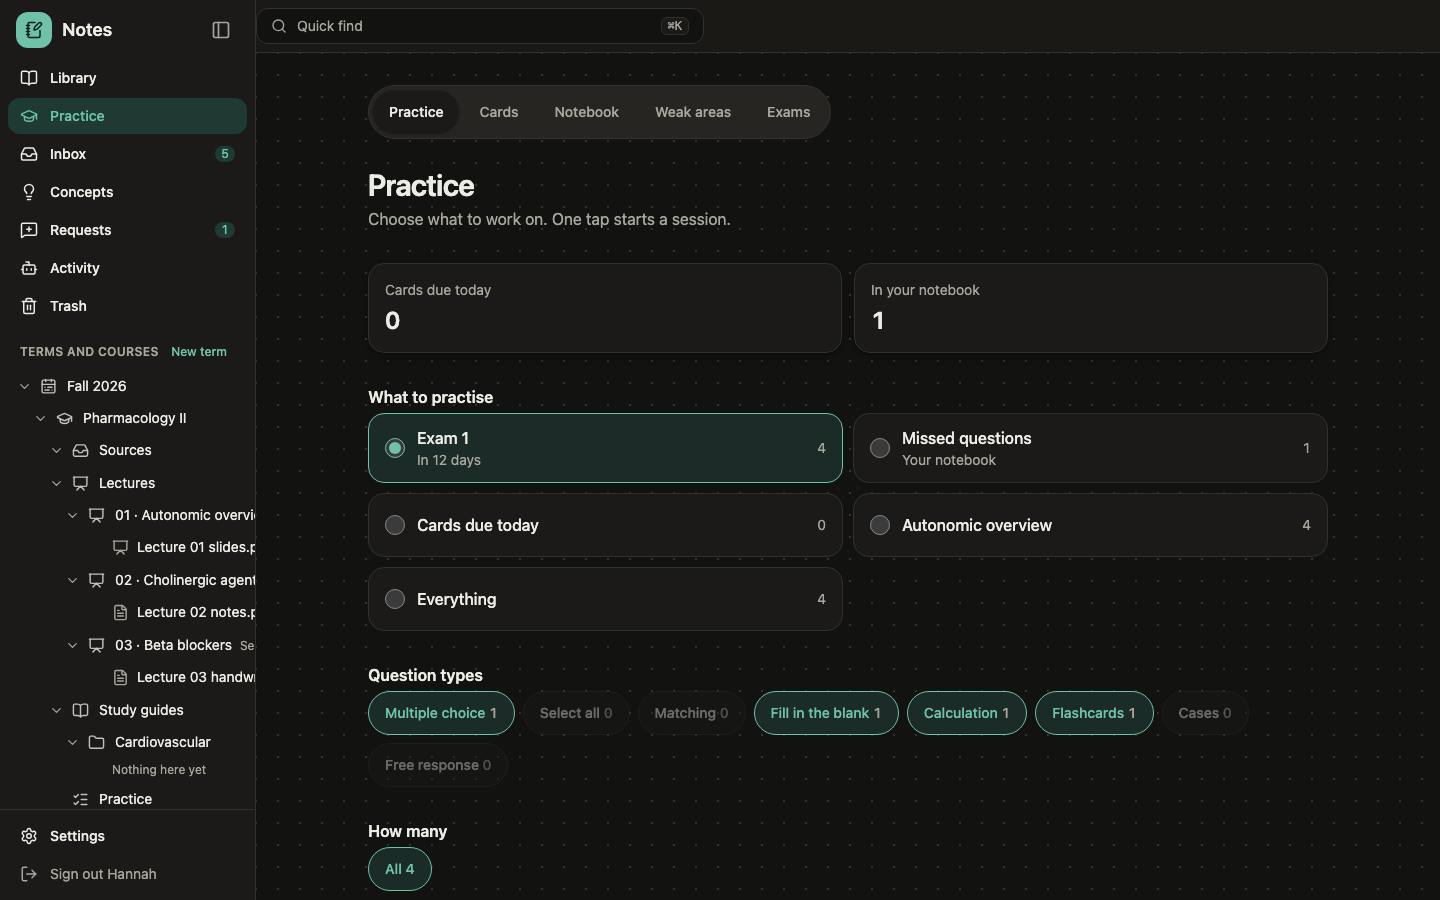 Notes
Quick find
⌘K
Library
Practice
Inbox 5
Concepts
Requests 1
Activity
Trash
TERMS AND COURSES New term
Fall 2026
Pharmacology II
Sources
Lectures
01 · Autonomic overvi
Lecture 01 slides.p
02 · Cholinergic agent
Lecture 02 notes.p
03 · Beta blockers Se
Lecture 03 handw
Study guides
Cardiovascular
Nothing here yet
Practice
Settings
Sign out Hannah
Practice Cards Notebook Weak areas Exams
Practice
Choose what to work on. One tap starts a session.
Cards due today
0
In your notebook
1
What to practise
Exam 1
In 12 days
4
Missed questions
Your notebook
1
Cards due today 0
Autonomic overview 4
Everything 4
Question types
Multiple choice 1 Select all 0 Matching 0 Fill in the blank 1 Calculation 1 Flashcards 1 Cases 0
Free response 0
How many
All 4